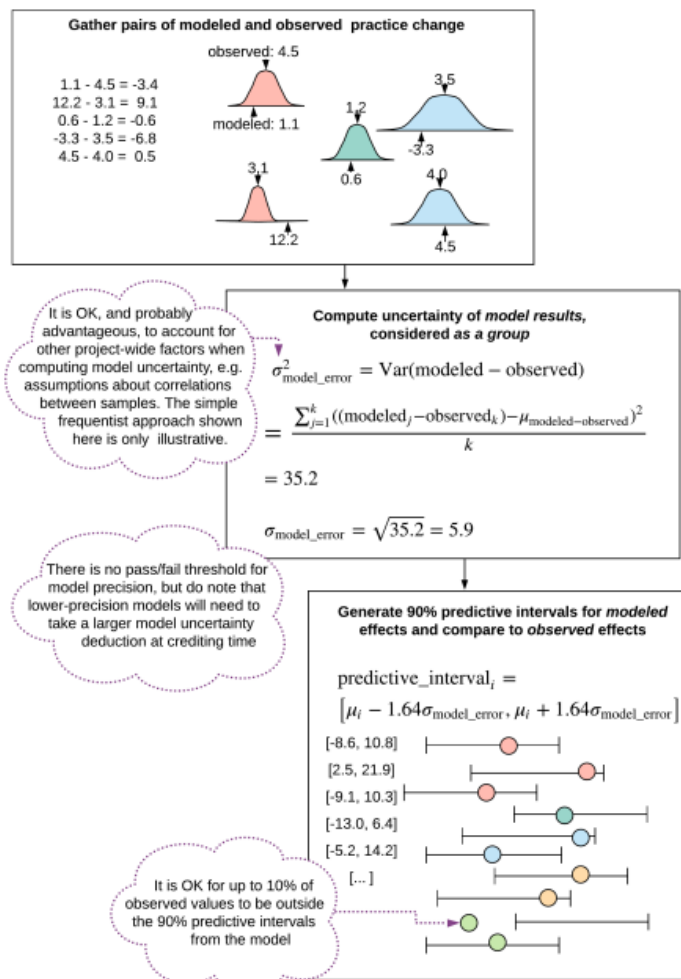 Gather pairs of modeled and observed practice change
observed: 4.5
1.1 - 4.5 = -3.4
12.2 - 3.1 = 9.1
0.6 - 1.2 = -0.6
-3.3 - 3.5 = -6.8
4.5 - 4.0 = 0.5
modeled: 1.1
1.2
0.6
3.5
-3.3
3.1
12.2
4.0
4.5
It is OK, and probably
advantageous, to account for
other project-wide factors when
computing model uncertainty, e.g.
assumptions about correlations
between samples. The simple
frequentist approach shown
here is only illustrative.
Compute uncertainty of model results,
considered as a group
σ²model_error = Var(modeled − observed)
= ∑ᵏⱼ₌₁((modeledⱼ−observedₖ)−μmodeled−observed)²
k
= 35.2
σmodel_error = √35.2 = 5.9
There is no pass/fail threshold for
model precision, but do note that
lower-precision models will need to
take a larger model uncertainty
deduction at crediting time
Generate 90% predictive intervals for modeled
effects and compare to observed effects
predictive_intervalᵢ =
[μᵢ − 1.64σmodel_error, μᵢ + 1.64σmodel_error]
[-8.6, 10.8]
[2.5, 21.9]
[-9.1, 10.3]
[-13.0, 6.4]
[-5.2, 14.2]
[...]
It is OK for up to 10% of
observed values to be outside
the 90% predictive intervals
from the model